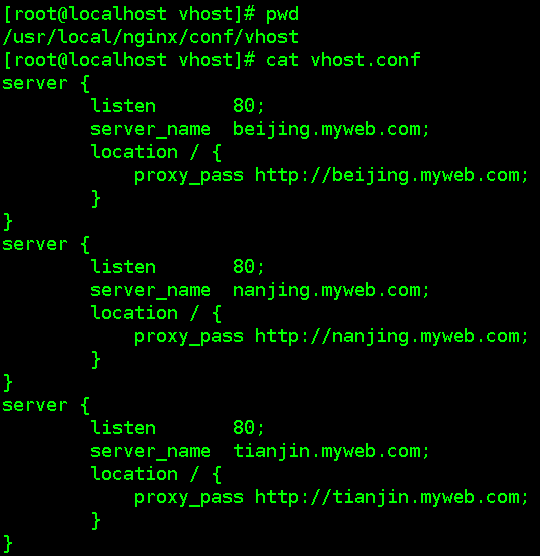 [root@localhost vhost]# pwd
/usr/local/nginx/conf/vhost
[root@localhost vhost]# cat vhost.conf
server {
        listen       80;
        server_name  beijing.myweb.com;
        location / {
            proxy_pass http://beijing.myweb.com;
        }
}
server {
        listen       80;
        server_name  nanjing.myweb.com;
        location / {
            proxy_pass http://nanjing.myweb.com;
        }
}
server {
        listen       80;
        server_name  tianjin.myweb.com;
        location / {
            proxy_pass http://tianjin.myweb.com;
        }
}